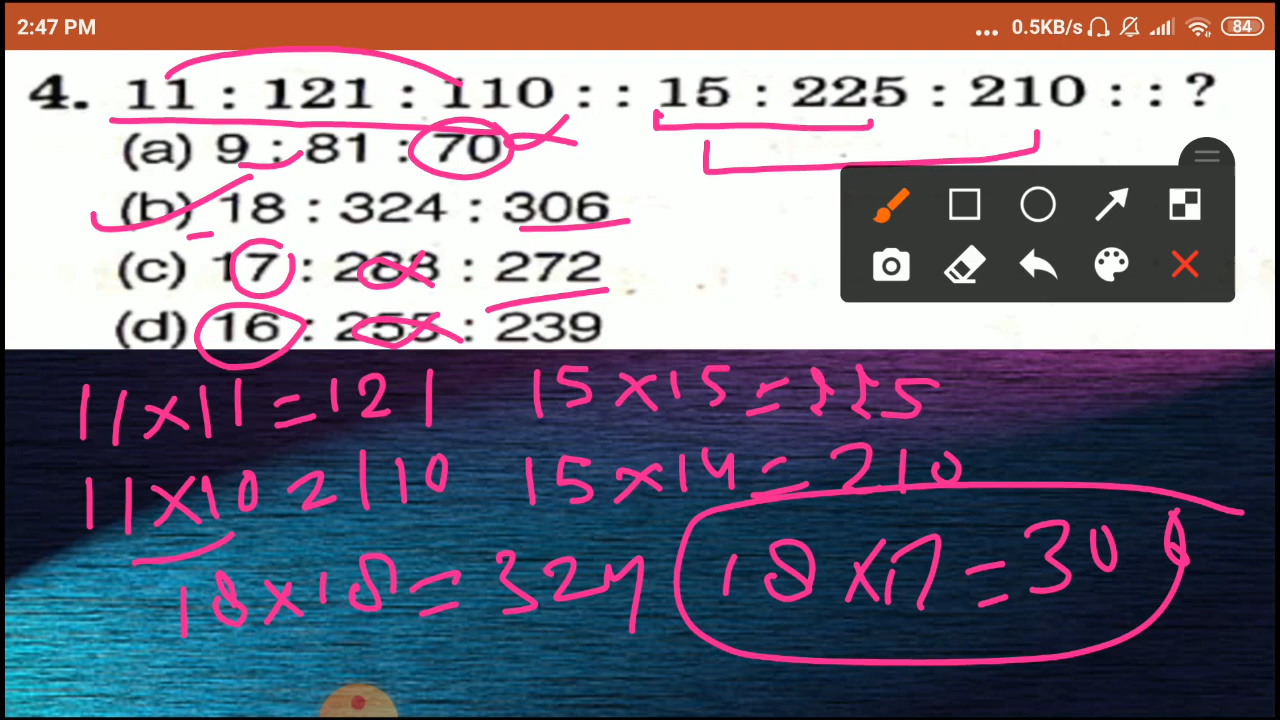 2:47 PM ... 0.5KB/s 84
4. 11 : 121 : 110 : : 15 : 225 : 210 : : ?
(a) 9 : 81 : 70
(b) 18 : 324 : 306
(c) 17 : 288 : 272
(d) 16 : 255 : 239
11×11=121 15×15=225
11×10=110 15×14=210
18×18=324 18×17=306